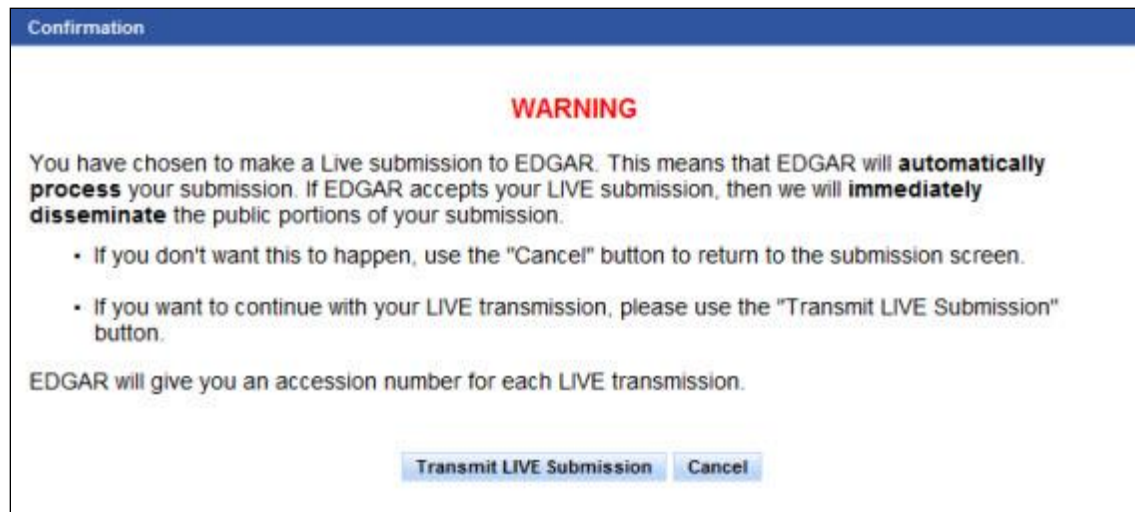 Confirmation
WARNING
You have chosen to make a Live submission to EDGAR. This means that EDGAR will automatically
process your submission. If EDGAR accepts your LIVE submission, then we will immediately
disseminate the public portions of your submission.
• If you don't want this to happen, use the "Cancel" button to return to the submission screen.
• If you want to continue with your LIVE transmission, please use the "Transmit LIVE Submission"
button.
EDGAR will give you an accession number for each LIVE transmission.
Transmit LIVE Submission Cancel